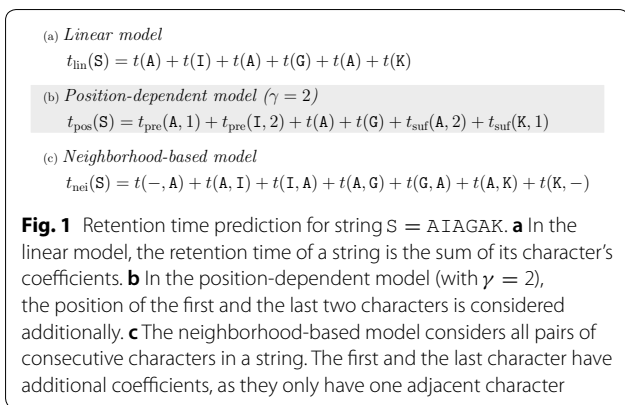 (a) Linear model
t_lin(S) = t(A) + t(I) + t(A) + t(G) + t(A) + t(K)
(b) Position-dependent model (γ = 2)
t_pos(S) = t_pre(A, 1) + t_pre(I, 2) + t(A) + t(G) + t_suf(A, 2) + t_suf(K, 1)
(c) Neighborhood-based model
t_nei(S) = t(−, A) + t(A, I) + t(I, A) + t(A, G) + t(G, A) + t(A, K) + t(K, −)
Fig. 1 Retention time prediction for string S = AIAGAK. a In the
linear model, the retention time of a string is the sum of its character's
coefficients. b In the position-dependent model (with γ = 2),
the position of the first and the last two characters is considered
additionally. c The neighborhood-based model considers all pairs of
consecutive characters in a string. The first and the last character have
additional coefficients, as they only have one adjacent character